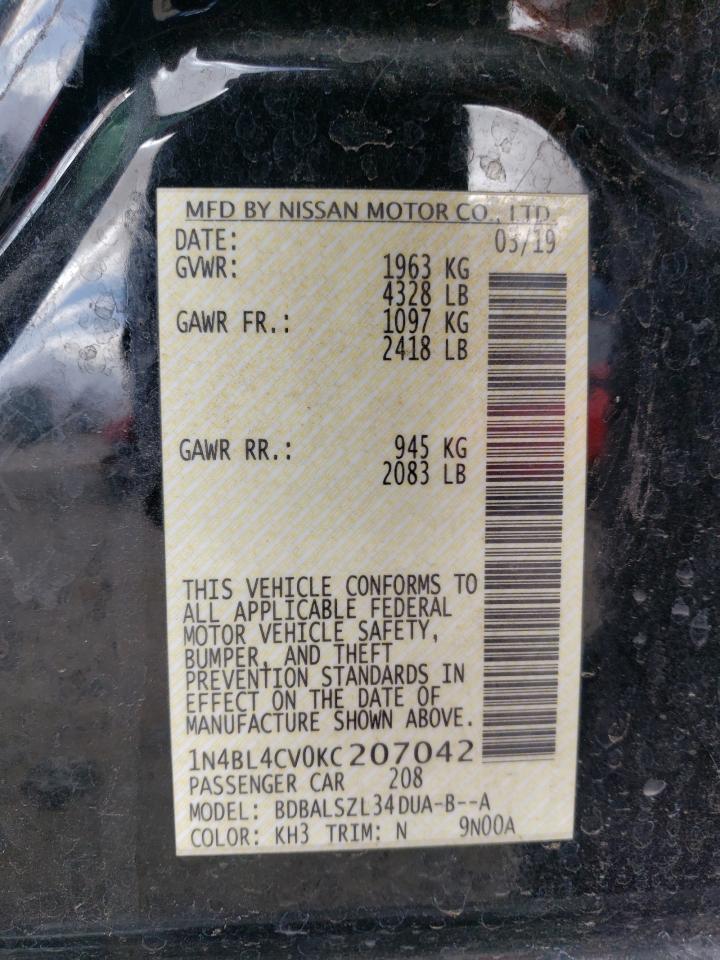 MFD BY NISSAN MOTOR CO., LTD.
DATE: 03/19
GVWR: 1963 KG
4328 LB
GAWR FR.: 1097 KG
2418 LB
GAWR RR.: 945 KG
2083 LB
THIS VEHICLE CONFORMS TO
ALL APPLICABLE FEDERAL
MOTOR VEHICLE SAFETY,
BUMPER, AND THEFT
PREVENTION STANDARDS IN
EFFECT ON THE DATE OF
MANUFACTURE SHOWN ABOVE.
1N4BL4CV0KC207042
PASSENGER CAR 208
MODEL: BDBALSZL34DUA-B--A
COLOR: KH3 TRIM: N 9N00A